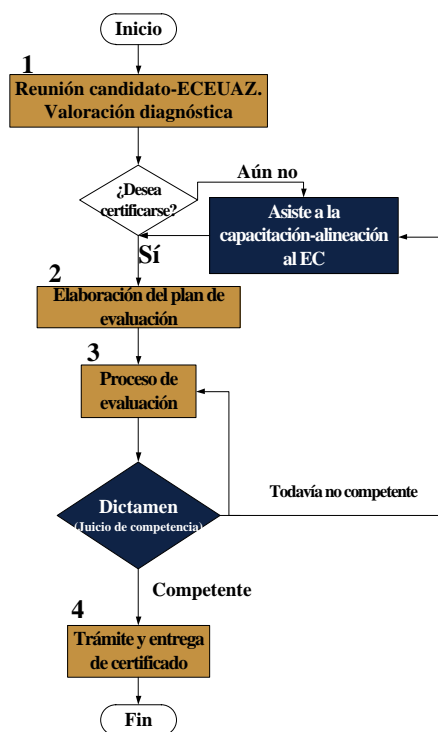 Inicio
1
Reunión candidato-ECEUAZ.
Valoración diagnóstica
¿Desea
certificarse?
Aún no
Asiste a la
capacitación-alineación
al EC
Sí
2
Elaboración del plan de
evaluación
3
Proceso de
evaluación
Dictamen
(Juicio de competencia)
Todavía no competente
Competente
4
Trámite y entrega
de certificado
Fin